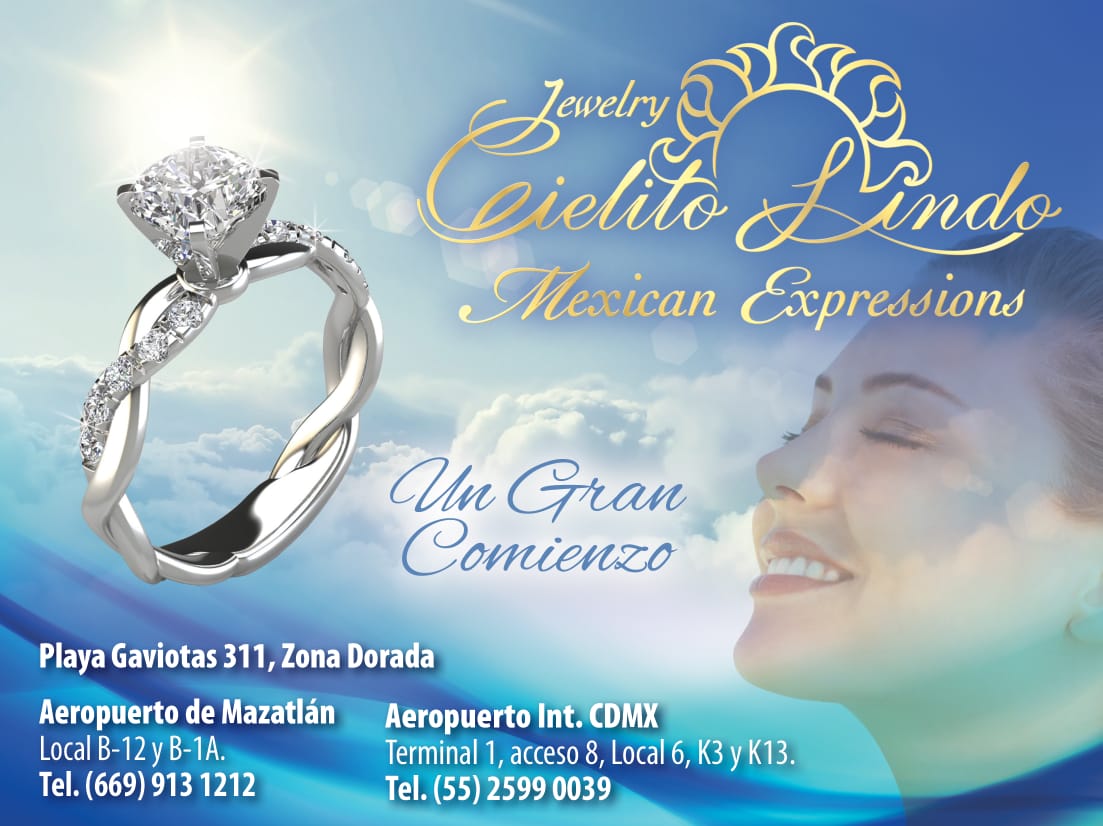 Jewelry
Cielito Lindo
Mexican Expressions
Un Gran
Comienzo
Playa Gaviotas 311, Zona Dorada
Aeropuerto de Mazatlán
Local B-12 y B-1A.
Tel. (669) 913 1212
Aeropuerto Int. CDMX
Terminal 1, acceso 8, Local 6, K3 y K13.
Tel. (55) 2599 0039